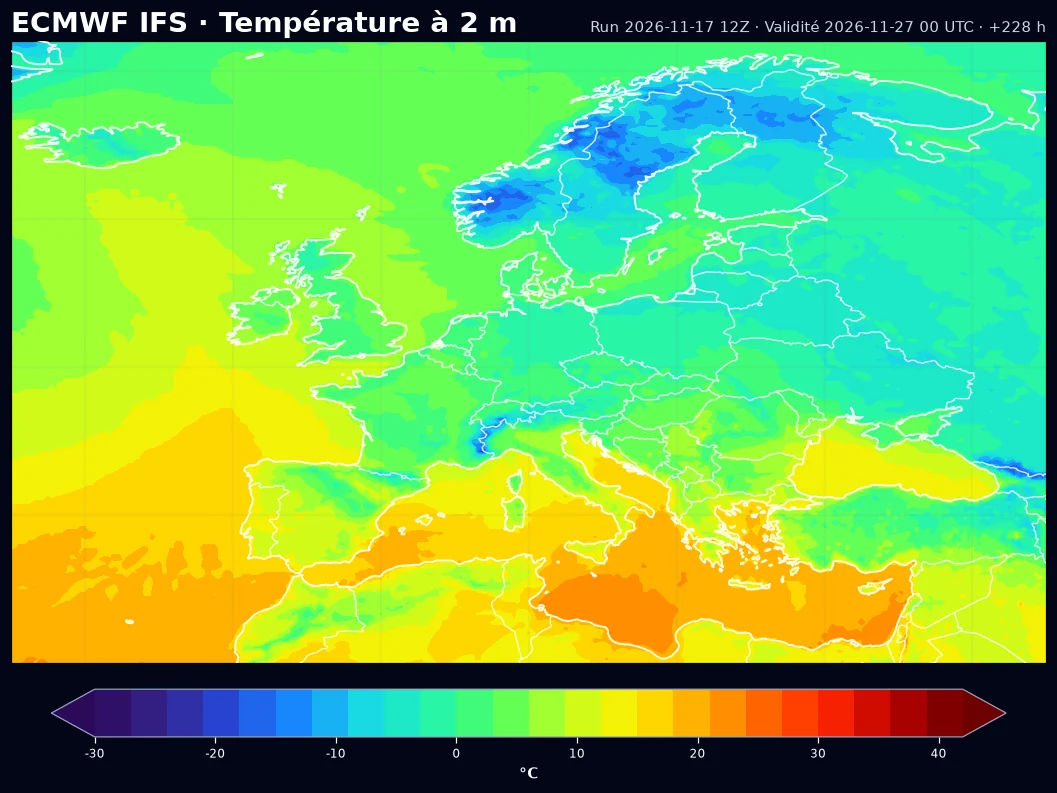 ECMWF IFS · Température à 2 m
Run 2026-11-17 12Z · Validité 2026-11-27 00 UTC · +228 h
-30 -20 -10 0 10 20 30 40
°C